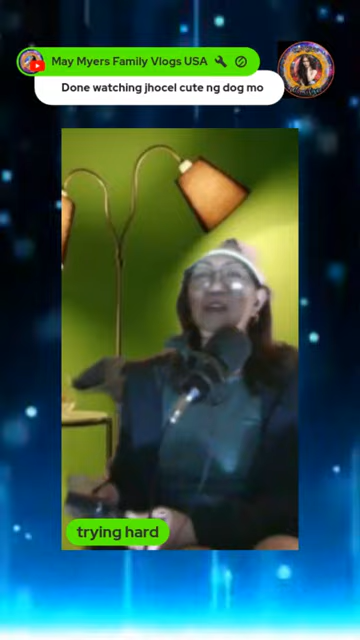 May Myers Family Vlogs USA
Done watching jhocel cute ng dog mo
trying hard